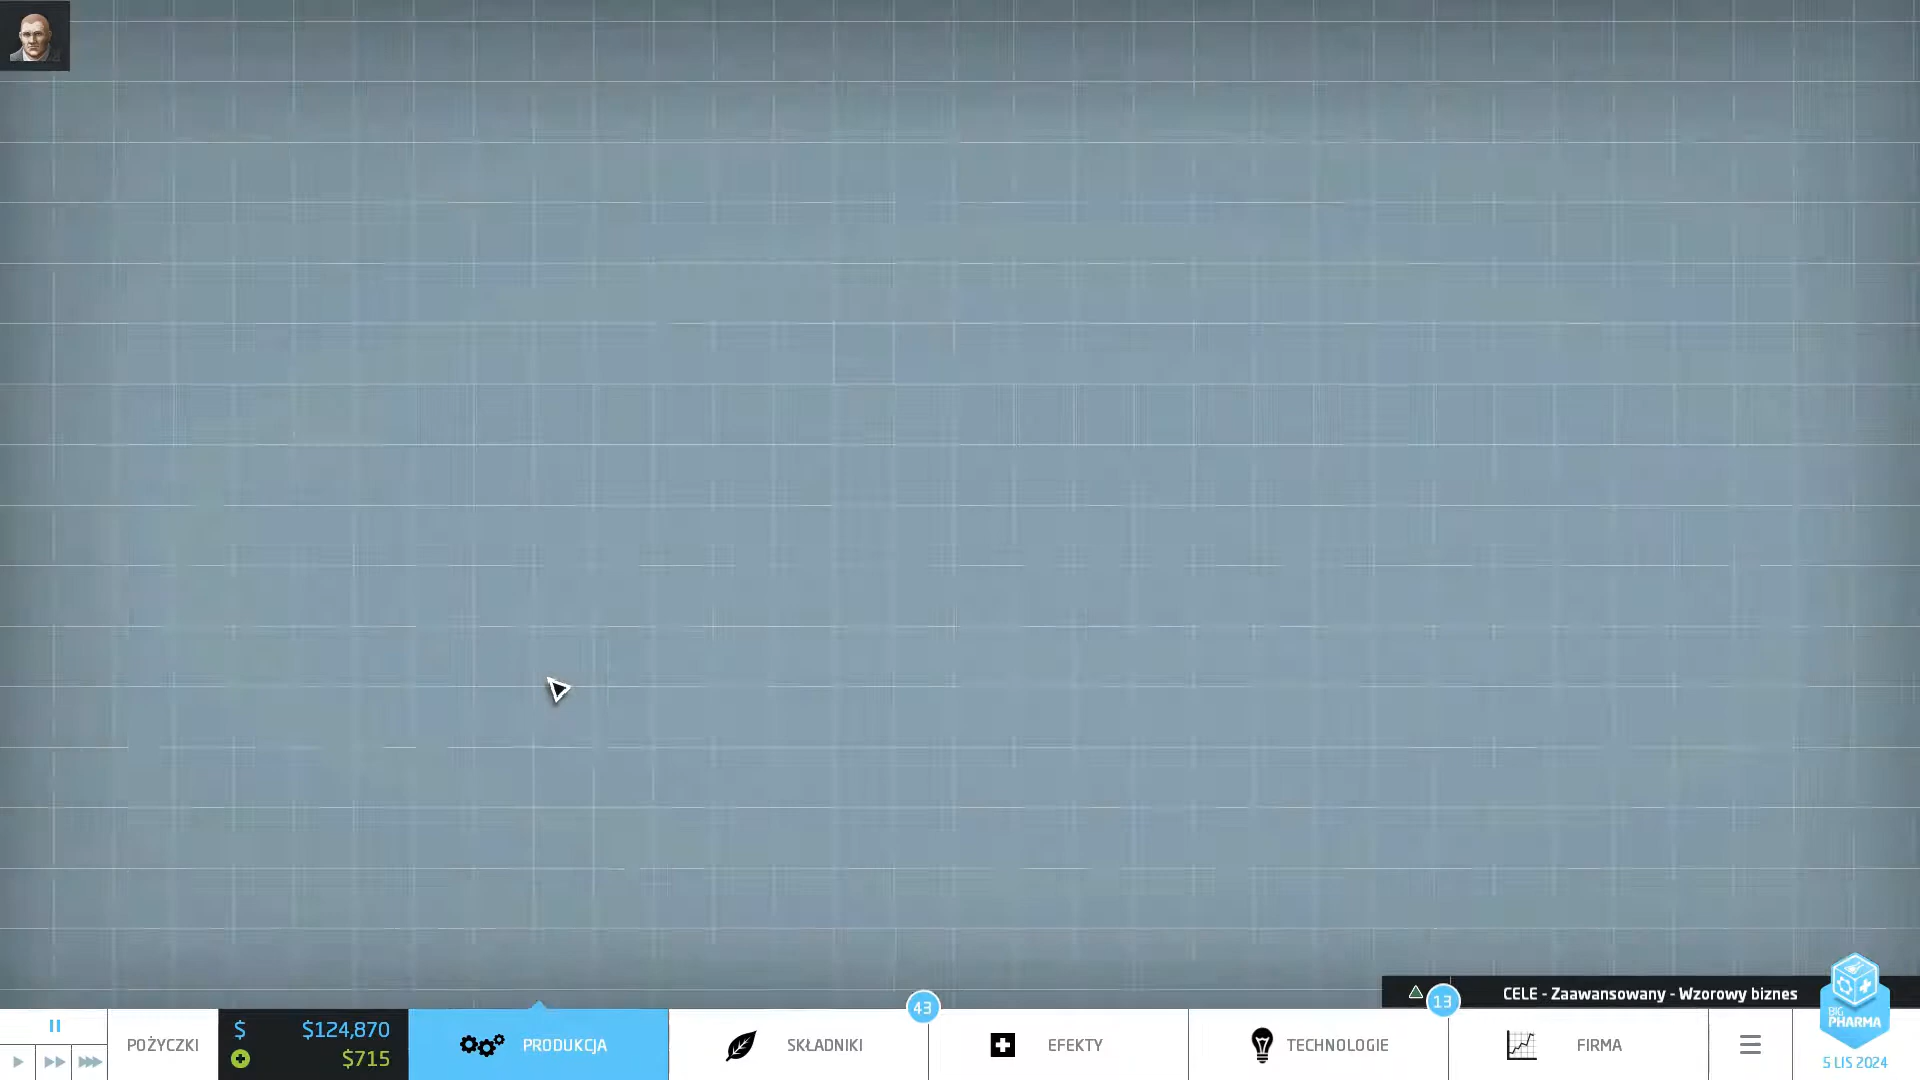 43
13
CELE - Zaawansowany - Wzorowy biznes
POŻYCZKI
$ $124,870
$715
PRODUKCJA
SKŁADNIKI
EFEKTY
TECHNOLOGIE
FIRMA
BIG
PHARMA
5 LIS 2024